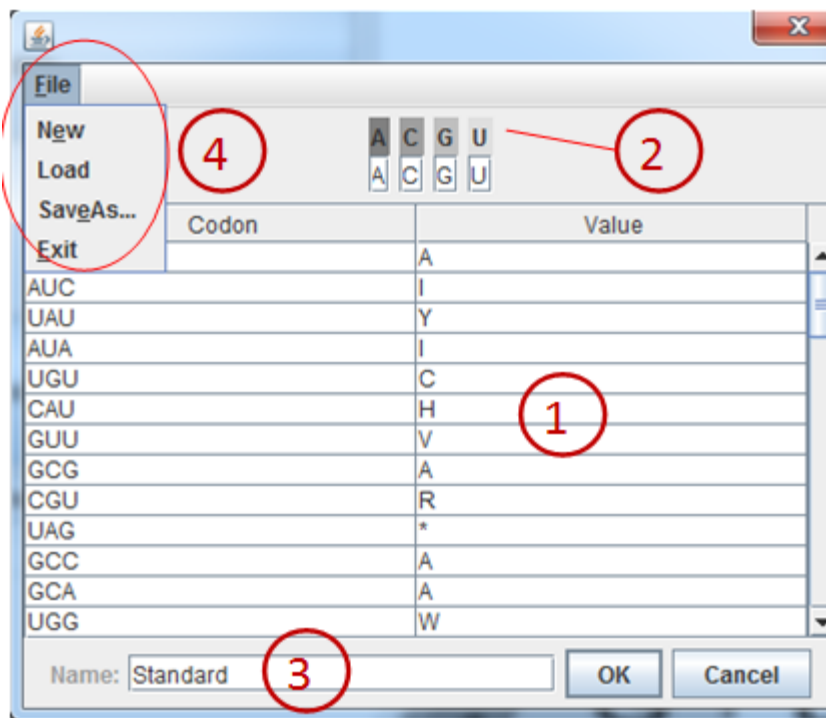 File
New
Load
SaveAs...
Exit
4
A C G U
A C G U
2
Codon Value
A
AUC I
UAU Y
AUA I
UGU C
CAU H
GUU V
GCG A
CGU R
UAG *
GCC A
GCA A
UGG W
1
Name: Standard
3
OK Cancel